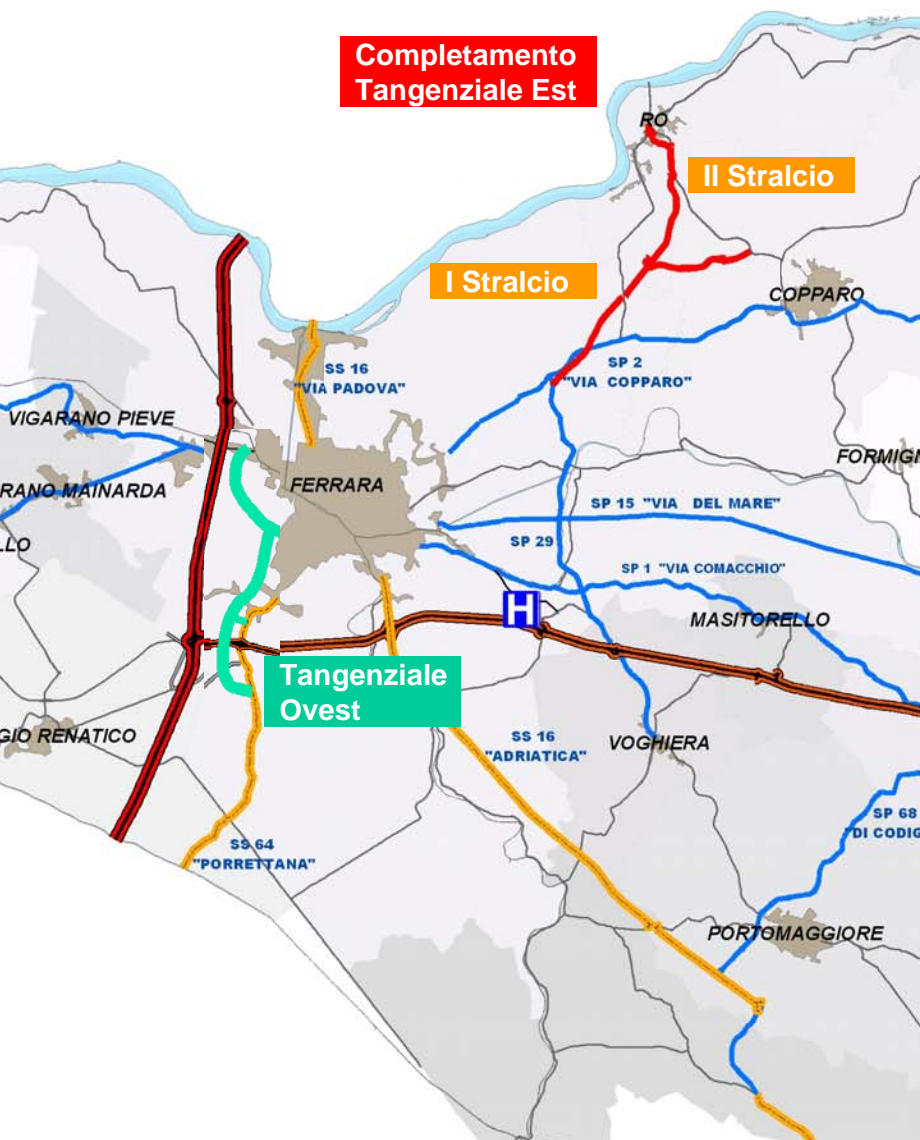 Completamento
Tangenziale Est
RO
II Stralcio
I Stralcio
COPPARO
SS 16
"VIA PADOVA"
SP 2
"VIA COPPARO"
VIGARANO PIEVE
FORMIGN
RANO MAINARDA
FERRARA
SP 15 "VIA DEL MARE"
LLO
SP 29
SP 1 "VIA COMACCHIO"
H
MASITORELLO
Tangenziale
Ovest
GIO RENATICO
SS 16
"ADRIATICA"
VOGHIERA
SP 68
"DI CODIG
SS 64
"PORRETTANA"
PORTOMAGGIORE